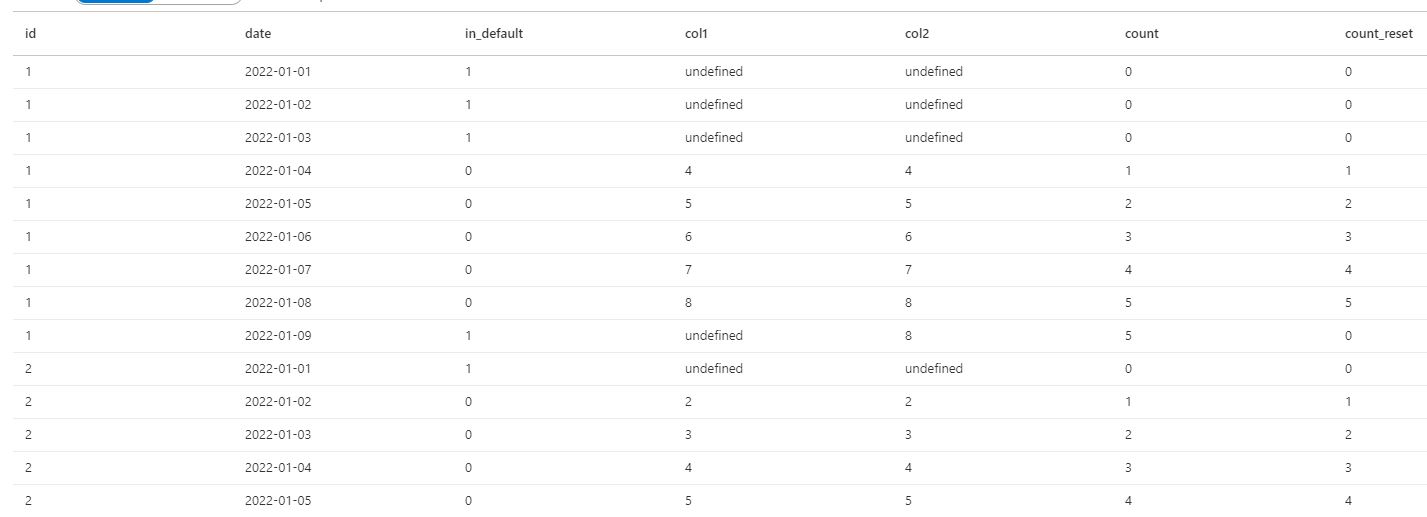 id date in_default col1 col2 count count_reset
1 2022-01-01 1 undefined undefined 0 0
1 2022-01-02 1 undefined undefined 0 0
1 2022-01-03 1 undefined undefined 0 0
1 2022-01-04 0 4 4 1 1
1 2022-01-05 0 5 5 2 2
1 2022-01-06 0 6 6 3 3
1 2022-01-07 0 7 7 4 4
1 2022-01-08 0 8 8 5 5
1 2022-01-09 1 undefined 8 5 0
2 2022-01-01 1 undefined undefined 0 0
2 2022-01-02 0 2 2 1 1
2 2022-01-03 0 3 3 2 2
2 2022-01-04 0 4 4 3 3
2 2022-01-05 0 5 5 4 4